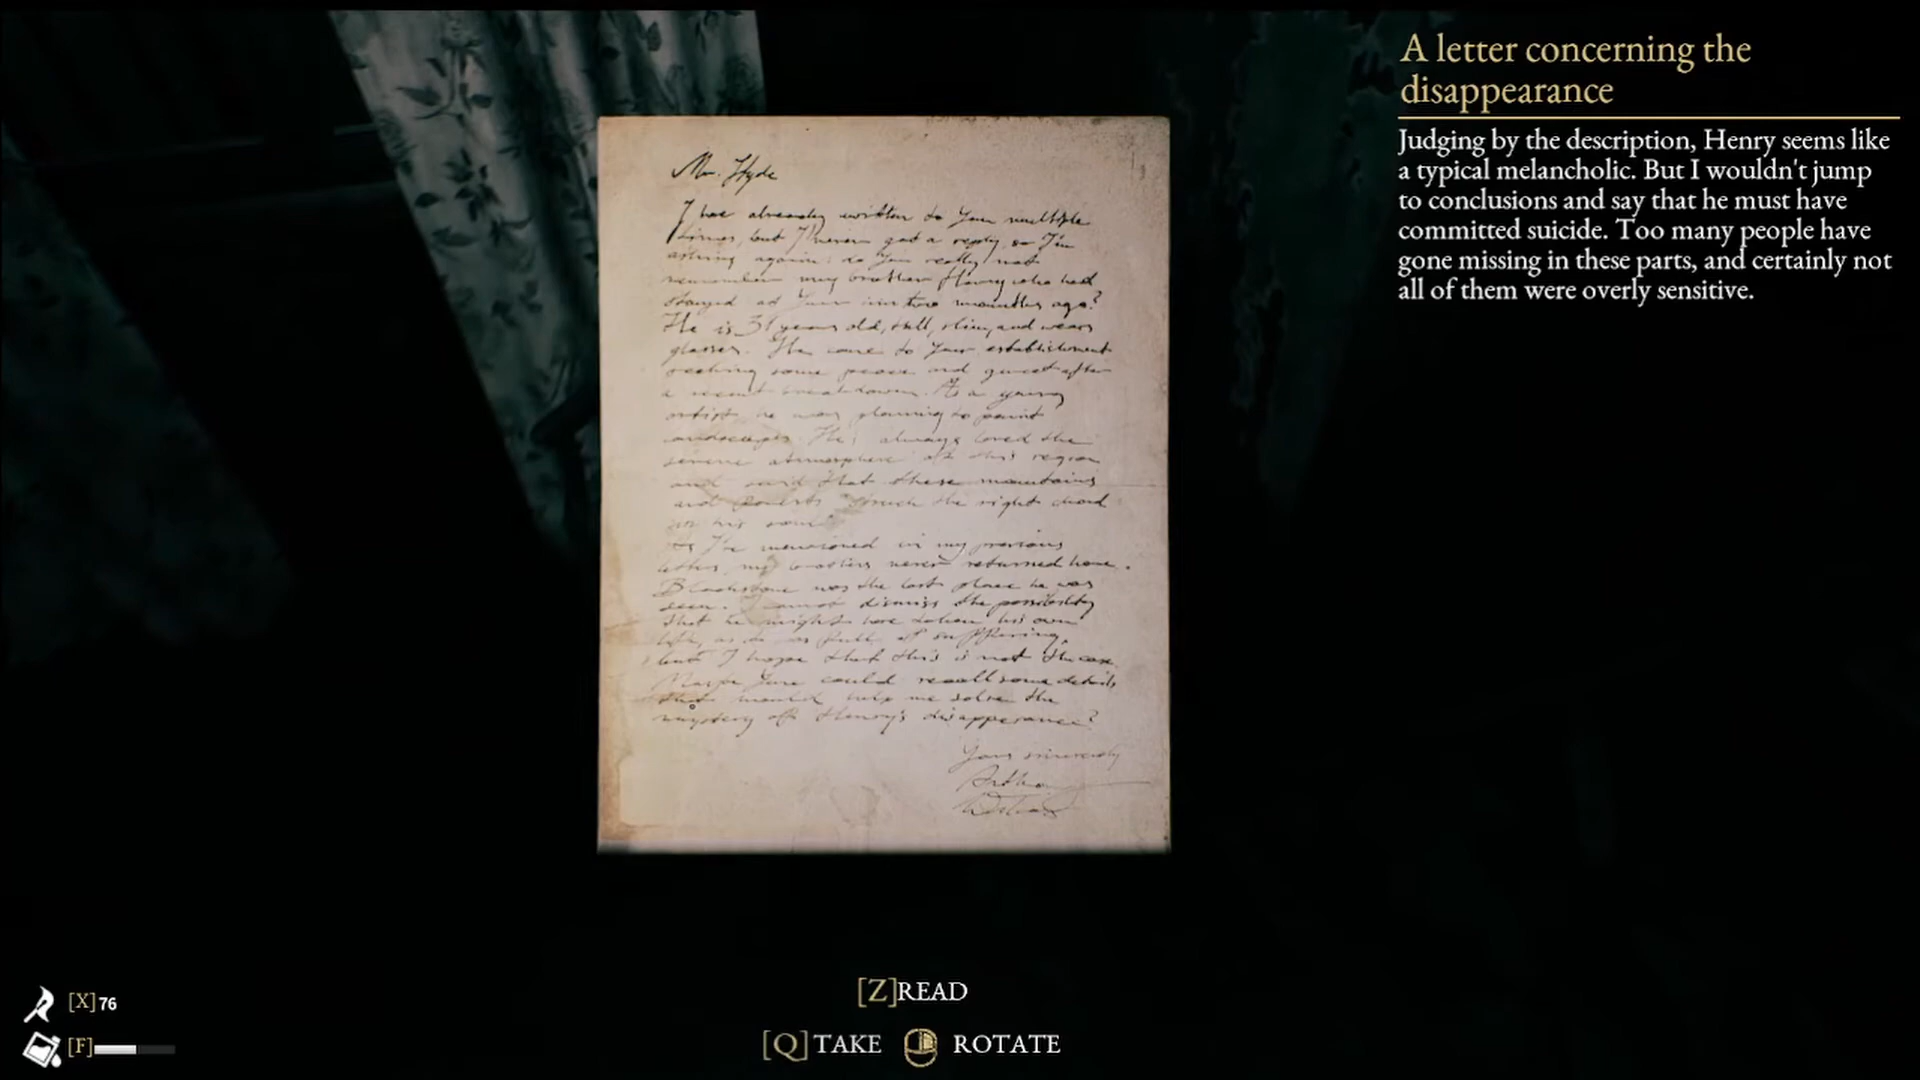 Mr. Hyde
I have already written to Your multiple
times, but I never got a reply, so I'm
asking again: do You really not
remember my brother Henry who had
stayed at Your inn two months ago?
He is 31 years old, tall, slim, and wears
glasses. He came to Your establishment
seeking some peace and quiet after
a recent breakdown. As a young
artist, he was planning to paint
landscapes. He always loved the
serene atmosphere of this region
and said that these mountains
and forests struck the right chord
in his soul.
As I've mentioned in my previous
letters, my brother never returned home.
Blackstone was the last place he was
seen. I cannot dismiss the possibility
that he might have taken his own
life, as he was full of suffering,
but I hope that this is not the case.
Maybe You could recall some details
that would help me solve the
mystery of Henry's disappearance?
Yours sincerely
Arthur
A letter concerning the
disappearance
Judging by the description, Henry seems like
a typical melancholic. But I wouldn't jump
to conclusions and say that he must have
committed suicide. Too many people have
gone missing in these parts, and certainly not
all of them were overly sensitive.
[X] 76
[F]
[Z]READ
[Q]TAKE ROTATE